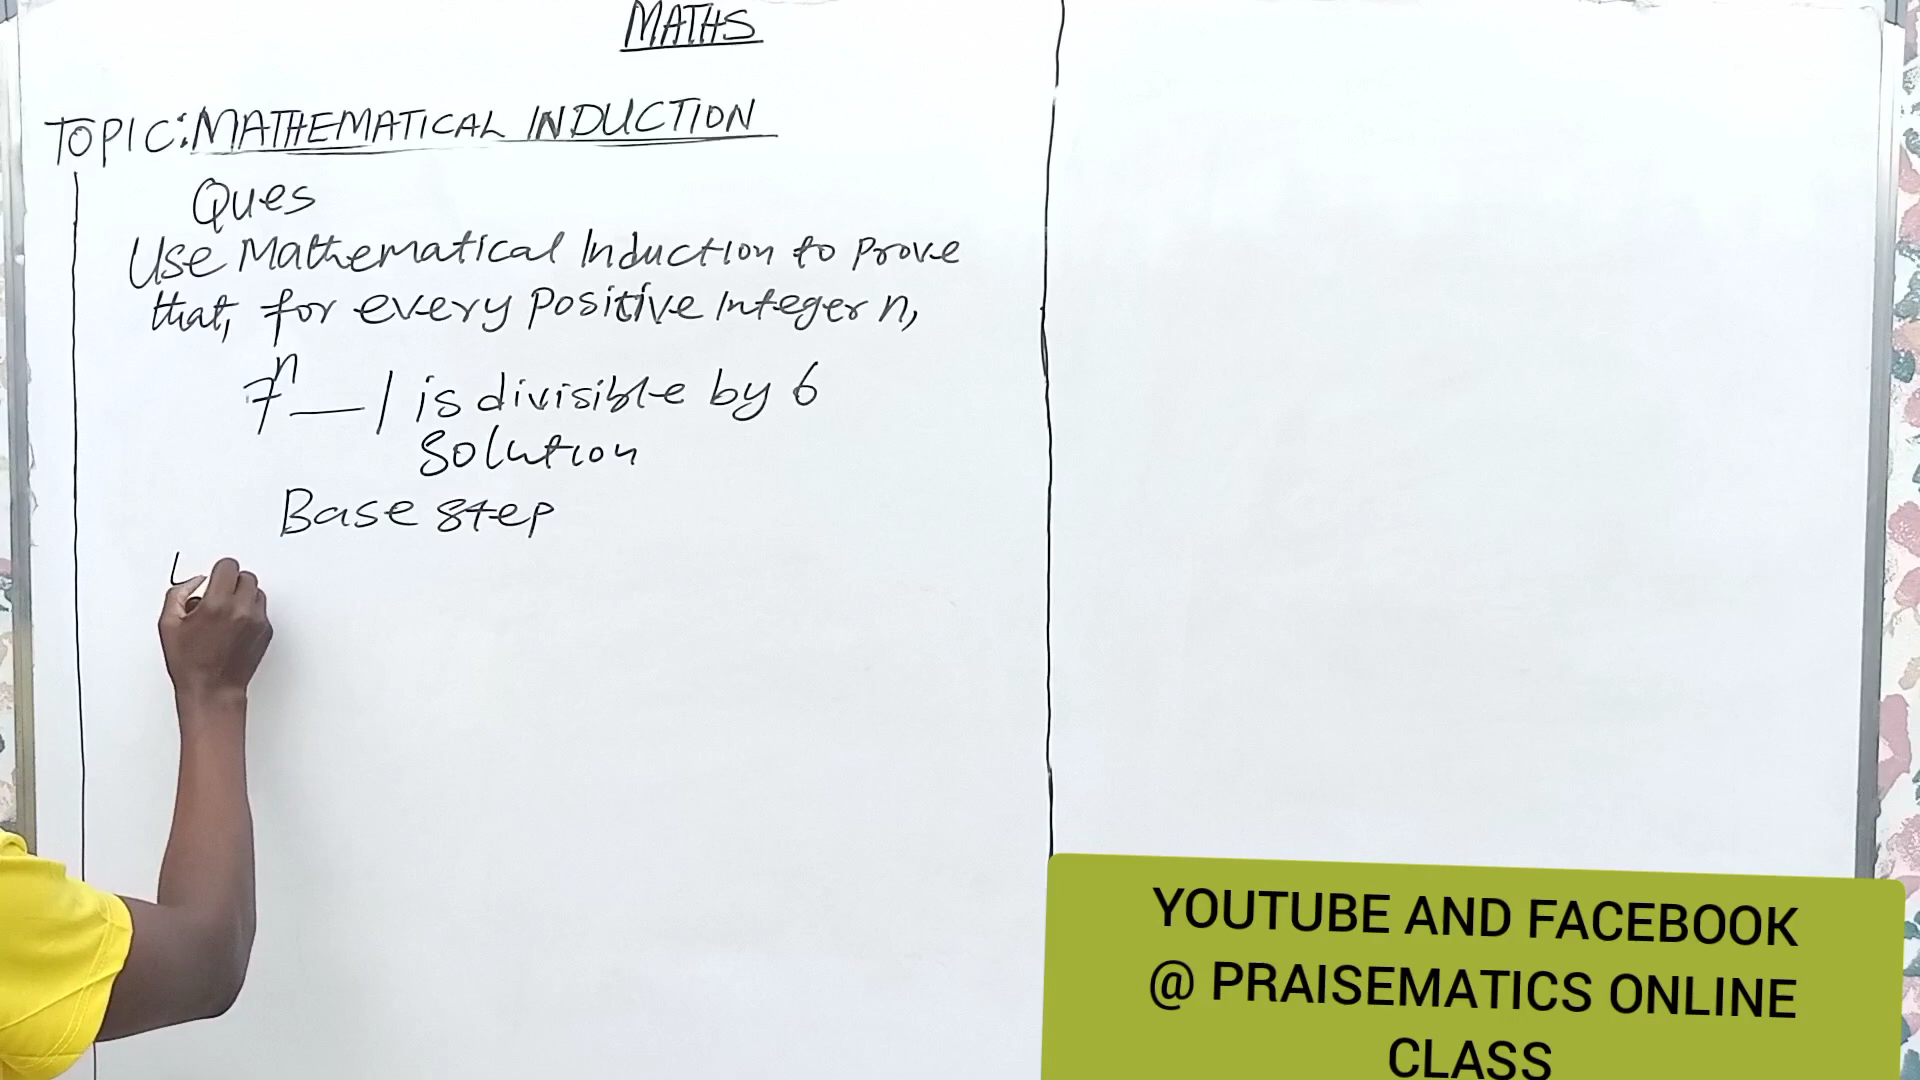 MATHS
TOPIC: MATHEMATICAL INDUCTION
Ques
Use Mathematical Induction to prove
that, for every positive Integer n,
7ⁿ — 1 is divisible by 6
Solution
Base step
L
YOUTUBE AND FACEBOOK
@ PRAISEMATICS ONLINE
CLASS